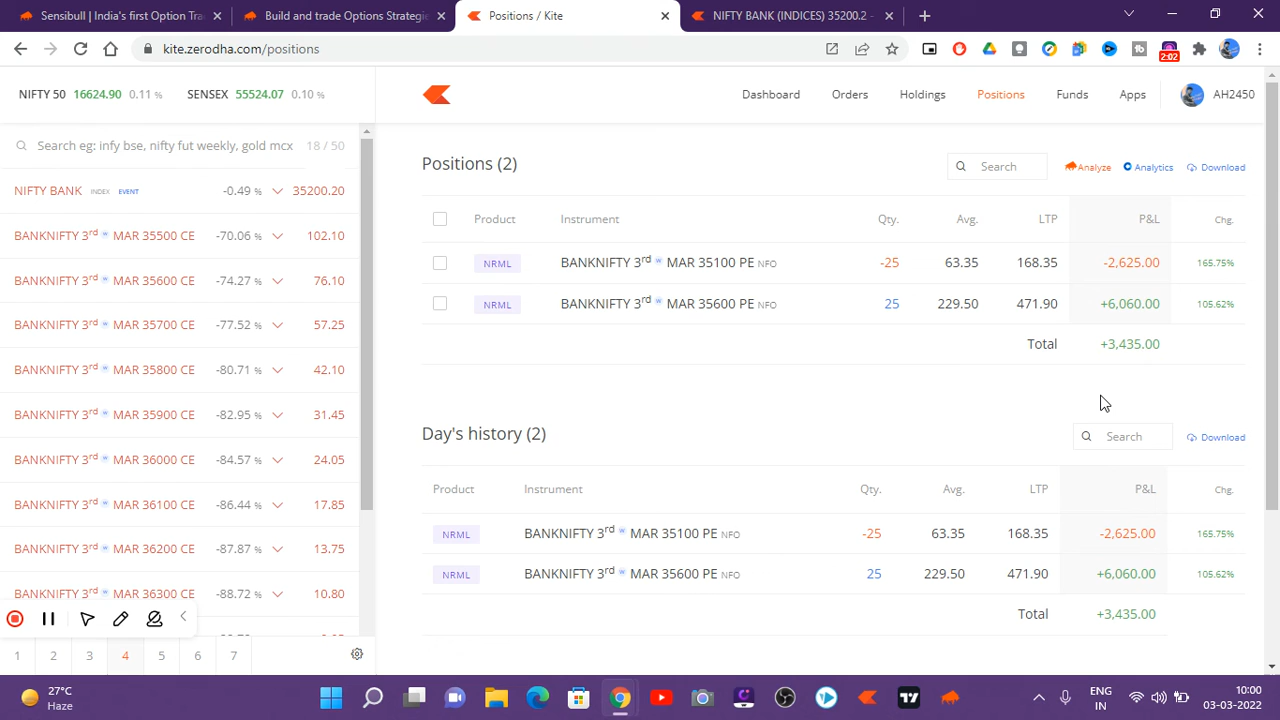 Sensibull | India's first Option Tra
Build and trade Options Strategie
Positions / Kite
NIFTY BANK (INDICES) 35200.2 -
kite.zerodha.com/positions
2:02
NIFTY 50 16624.90 0.11 % SENSEX 55524.07 0.10 %
Dashboard Orders Holdings Positions Funds Apps AH2450
Search eg: infy bse, nifty fut weekly, gold mcx 18 / 50
NIFTY BANK INDEX EVENT -0.49 % 35200.20
BANKNIFTY 3rd w MAR 35500 CE -70.06 % 102.10
BANKNIFTY 3rd w MAR 35600 CE -74.27 % 76.10
BANKNIFTY 3rd w MAR 35700 CE -77.52 % 57.25
BANKNIFTY 3rd w MAR 35800 CE -80.71 % 42.10
BANKNIFTY 3rd w MAR 35900 CE -82.95 % 31.45
BANKNIFTY 3rd w MAR 36000 CE -84.57 % 24.05
BANKNIFTY 3rd w MAR 36100 CE -86.44 % 17.85
BANKNIFTY 3rd w MAR 36200 CE -87.87 % 13.75
BANKNIFTY 3rd w MAR 36300 CE -88.72 % 10.80
1 2 3 4 5 6 7
Positions (2)
Search Analyze Analytics Download
Product Instrument Qty. Avg. LTP P&L Chg.
NRML BANKNIFTY 3rd w MAR 35100 PE NFO -25 63.35 168.35 -2,625.00 165.75%
NRML BANKNIFTY 3rd w MAR 35600 PE NFO 25 229.50 471.90 +6,060.00 105.62%
Total +3,435.00
Day's history (2)
Search Download
Product Instrument Qty. Avg. LTP P&L Chg.
NRML BANKNIFTY 3rd w MAR 35100 PE NFO -25 63.35 168.35 -2,625.00 165.75%
NRML BANKNIFTY 3rd w MAR 35600 PE NFO 25 229.50 471.90 +6,060.00 105.62%
Total +3,435.00
27°C
Haze
ENG
IN
10:00
03-03-2022